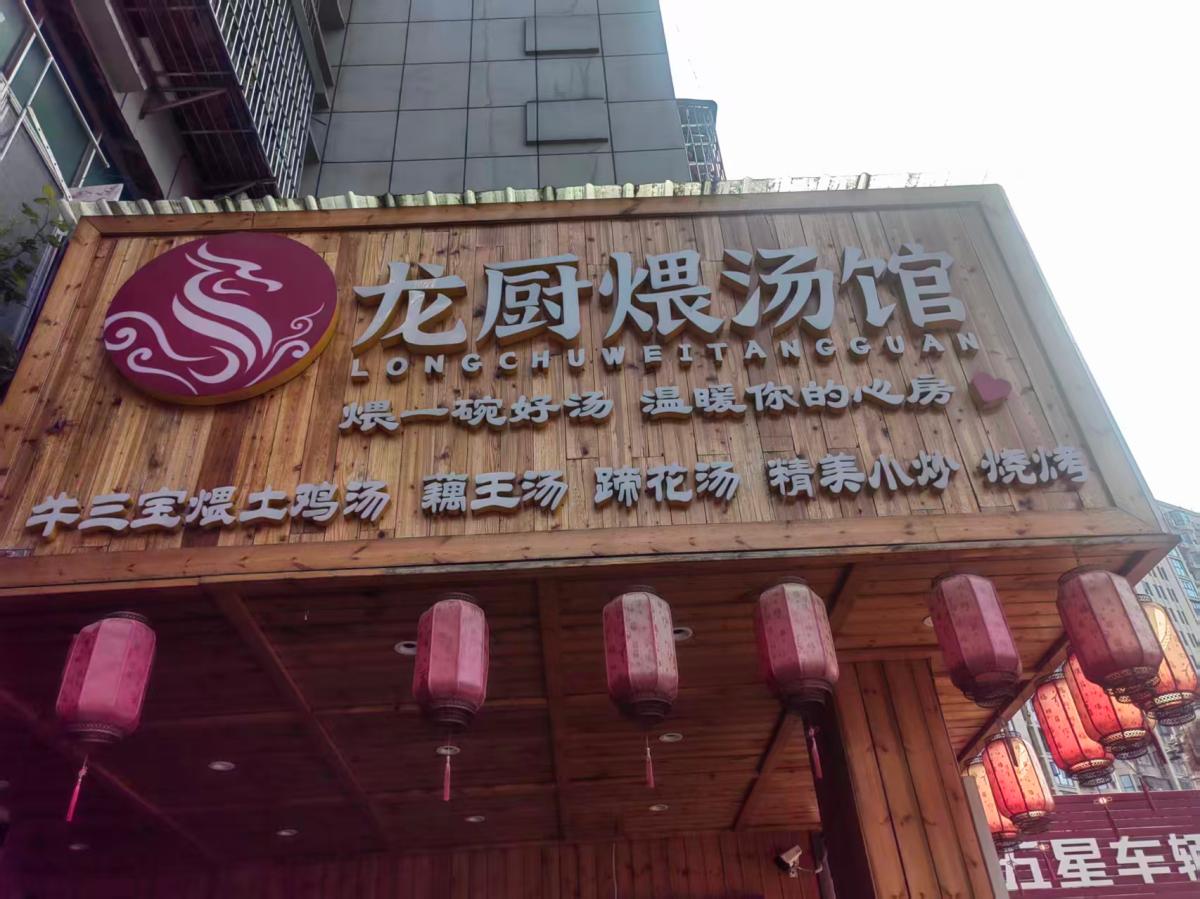 龙厨煨汤馆
LONGCHUWEITANGGUAN
煨一碗好汤 温暖你的心房
牛三宝煨土鸡汤 藕王汤 蹄花汤 精美小炒 烧烤
五星车辆